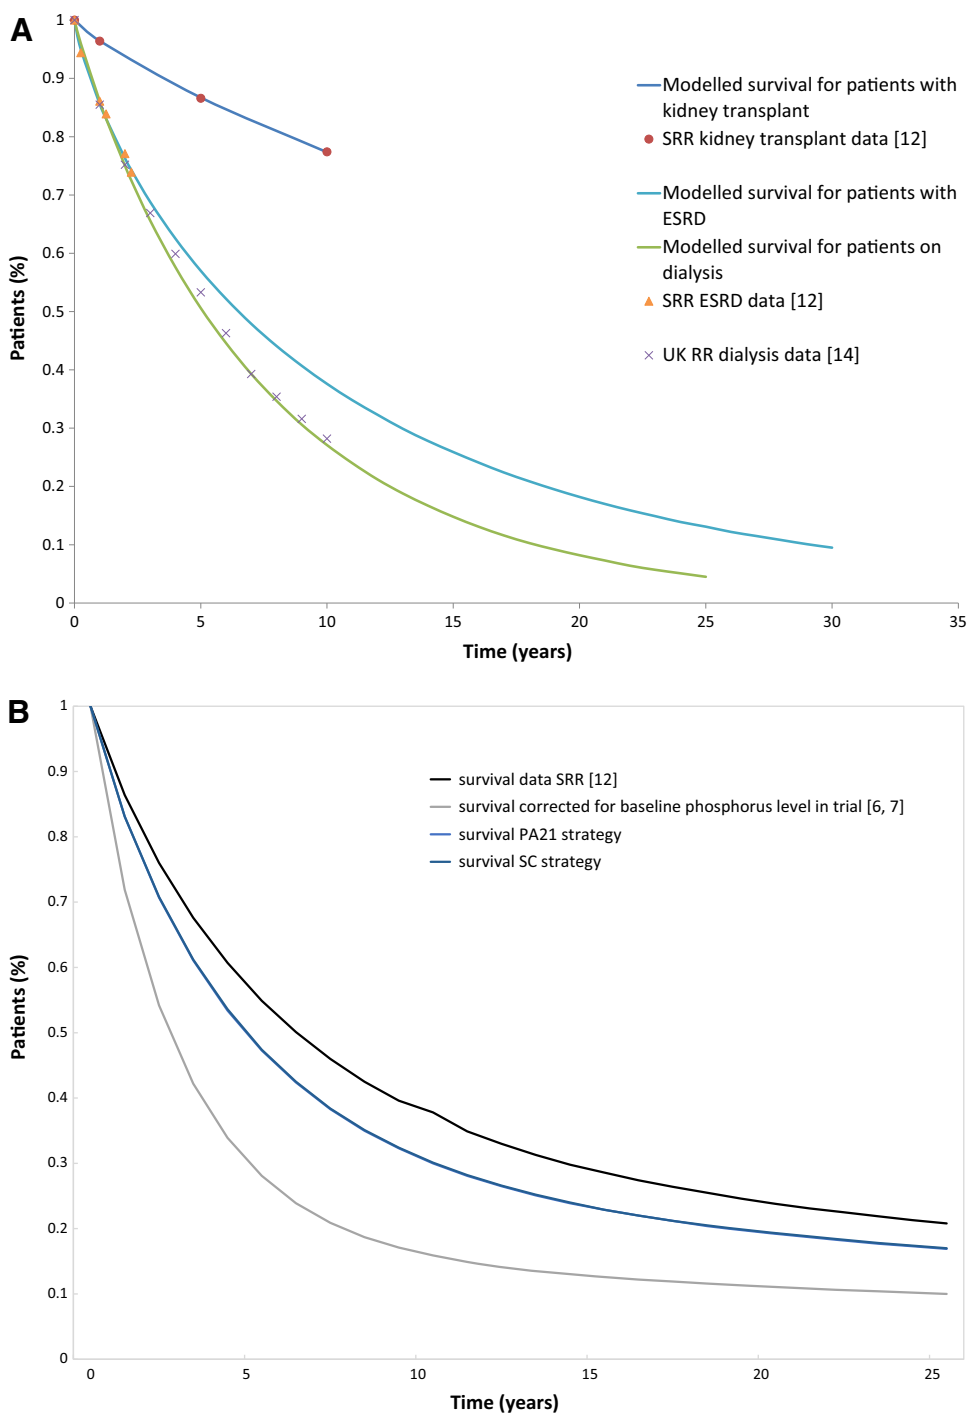 A
1
0.9
0.8
0.7
0.6
0.5
0.4
0.3
0.2
0.1
0
Patients (%)
0 5 10 15 20 25 30 35
Time (years)
Modelled survival for patients with
kidney transplant
SRR kidney transplant data [12]
Modelled survival for patients with
ESRD
Modelled survival for patients on
dialysis
SRR ESRD data [12]
UK RR dialysis data [14]
B
1
0.9
0.8
0.7
0.6
0.5
0.4
0.3
0.2
0.1
0
Patients (%)
0 5 10 15 20 25
Time (years)
survival data SRR [12]
survival corrected for baseline phosphorus level in trial [6, 7]
survival PA21 strategy
survival SC strategy